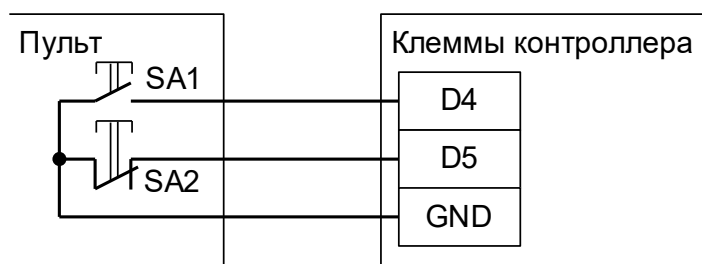 Пульт
Клеммы контроллера
SA1
D4
D5
SA2
GND